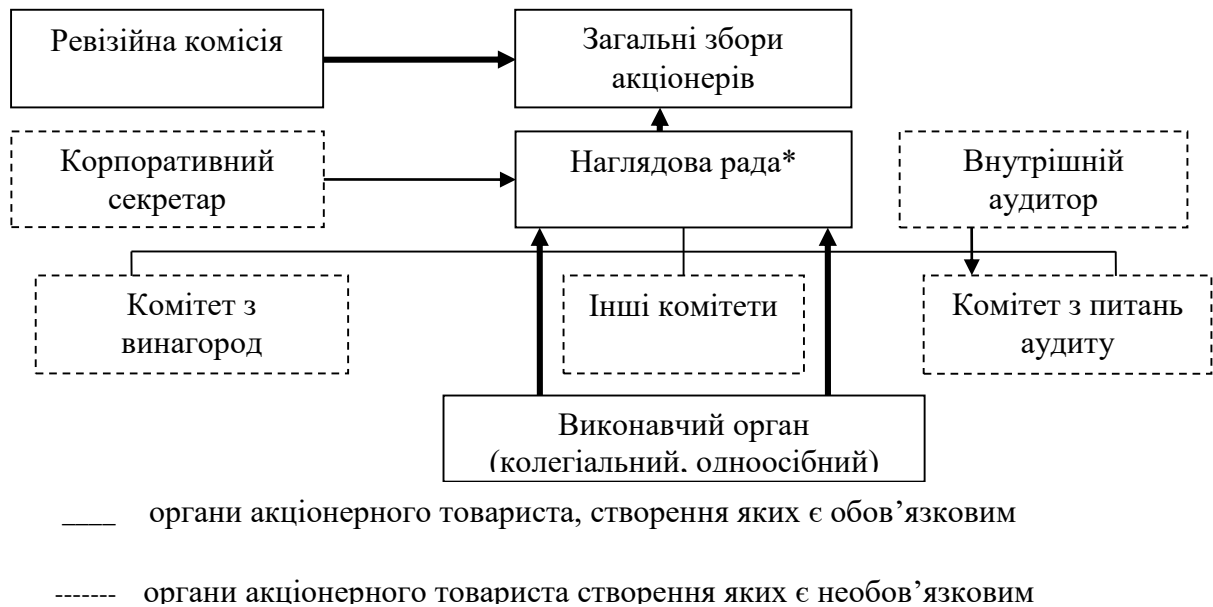 Ревізійна комісія
Загальні збори
акціонерів
Корпоративний
секретар
Наглядова рада*
Внутрішній
аудитор
Комітет з
винагород
Інші комітети
Комітет з питань
аудиту
Виконавчий орган
(колегіальний, одноосібний)
____ органи акціонерного товариста, створення яких є обов’язковим
------- органи акціонерного товариста створення яких є необов’язковим